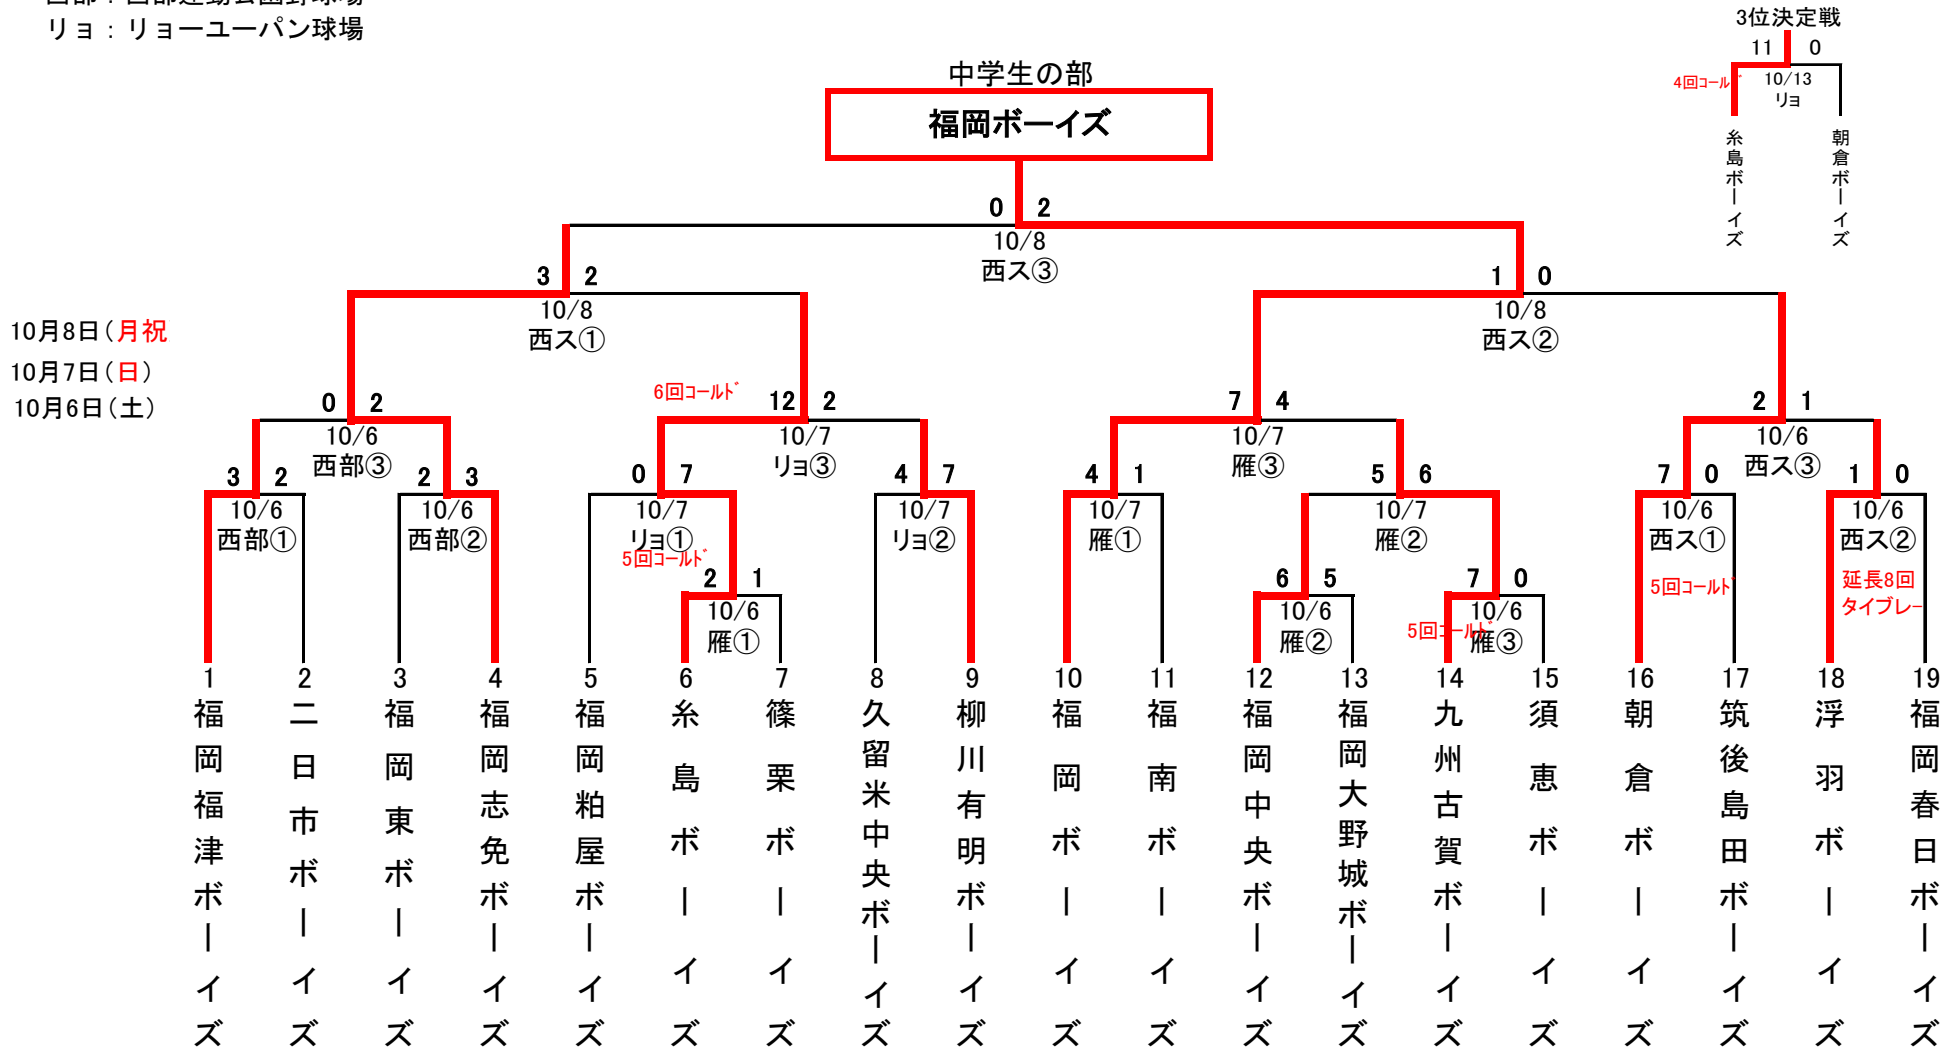 リョ：リョーユーパン球場
3位決定戦
11 0
4回コールド
10/13
リョ
糸島ボーイズ
朝倉ボーイズ
中学生の部
福岡ボーイズ
0 2
10/8
西ス③
3 2
10/8
西ス①
1 0
10/8
西ス②
10月8日(月祝
10月7日(日)
10月6日(土)
0 2
10/6
西部③
6回コールド
12 2
10/7
リョ③
7 4
10/7
雁③
2 1
10/6
西ス③
3 2
10/6
西部①
2 3
10/6
西部②
0 7
10/7
リョ①
5回コールド
4 7
10/7
リョ②
4 1
10/7
雁①
5 6
10/7
雁②
7 0
10/6
西ス①
5回コールド
1 0
10/6
西ス②
延長8回
タイブレー
2 1
10/6
雁①
6 5
10/6
雁②
7 0
10/6
雁③
5回コールド
1 2 3 4 5 6 7 8 9 10 11 12 13 14 15 16 17 18 19
福岡福津ボーイズ
二日市ボーイズ
福岡東ボーイズ
福岡志免ボーイズ
福岡粕屋ボーイズ
糸島ボーイズ
篠栗ボーイズ
久留米中央ボーイズ
柳川有明ボーイズ
福岡ボーイズ
福南ボーイズ
福岡中央ボーイズ
福岡大野城ボーイズ
九州古賀ボーイズ
須恵ボーイズ
朝倉ボーイズ
筑後島田ボーイズ
浮羽ボーイズ
福岡春日ボーイズ